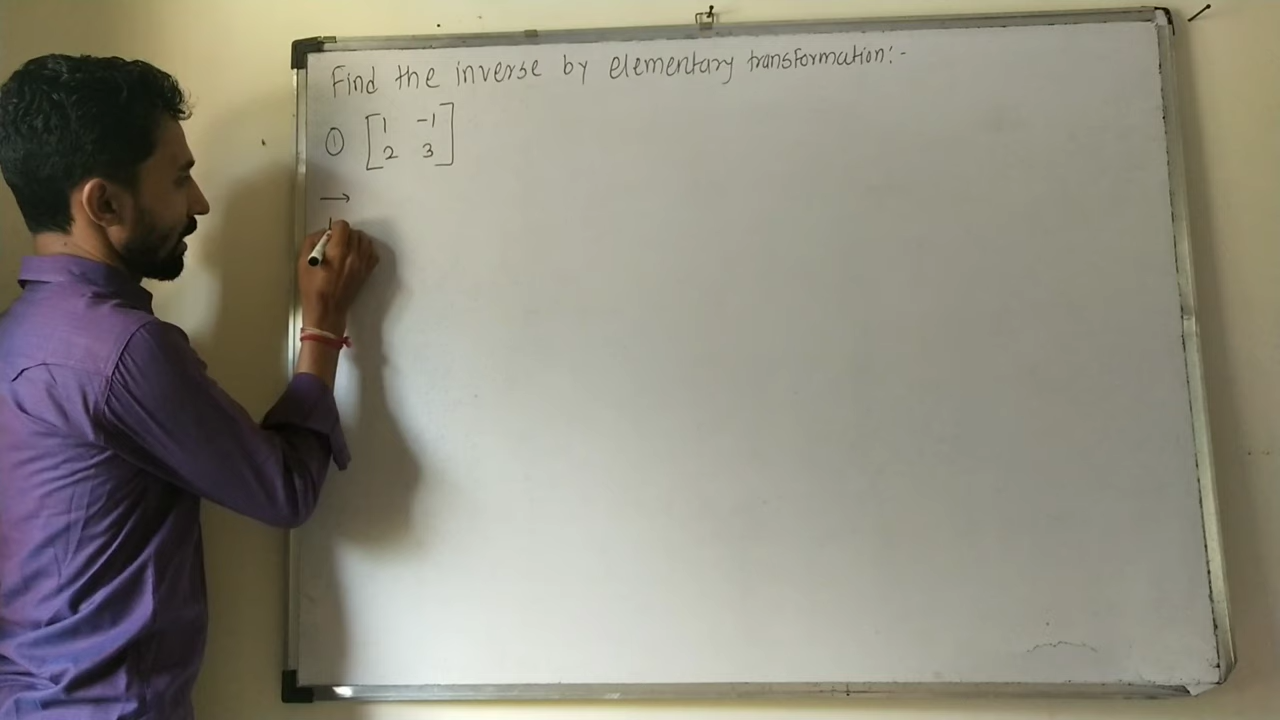 Find the inverse by elementary transformation:-
① [1 -1
2 3]
→